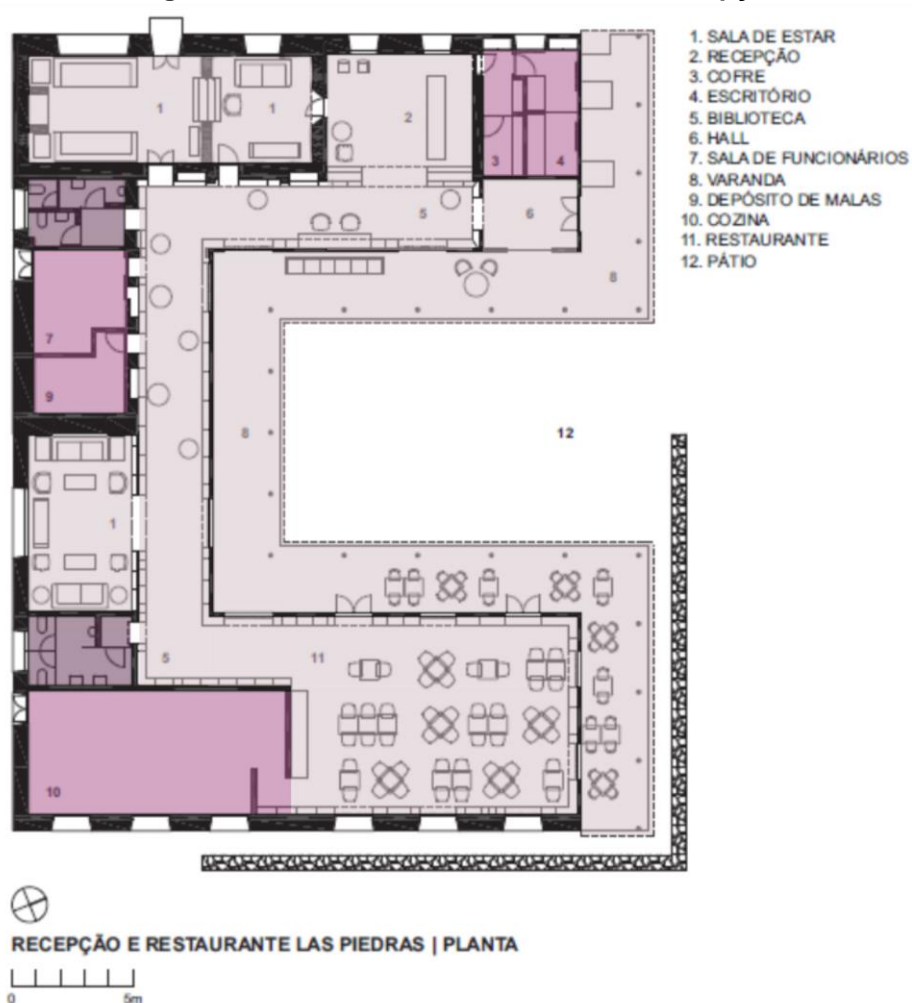 1. SALA DE ESTAR
2. RECEPÇÃO
3. COFRE
4. ESCRITÓRIO
5. BIBLIOTECA
6. HALL
7. SALA DE FUNCIONÁRIOS
8. VARANDA
9. DEPÓSITO DE MALAS
10. COZINA
11. RESTAURANTE
12. PÁTIO
1
1
2
3
4
5
6
8
7
9
8
12
1
5
11
10
RECEPÇÃO E RESTAURANTE LAS PIEDRAS | PLANTA
0 5m